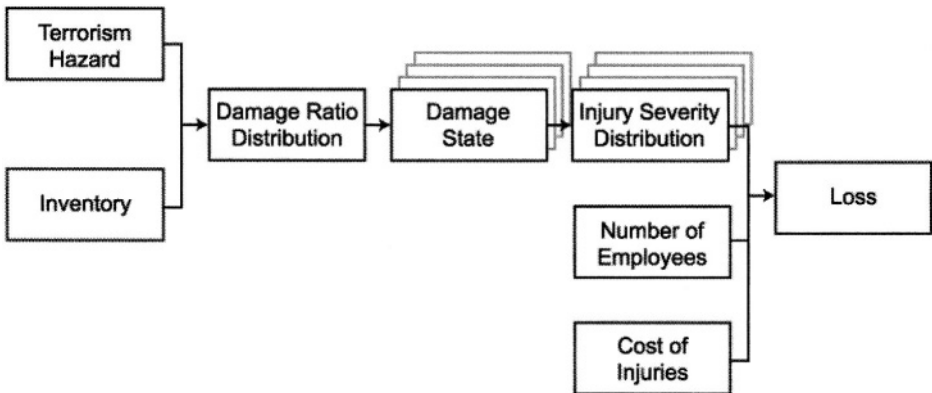 Terrorism
Hazard
Inventory
Damage Ratio
Distribution
Damage
State
Injury Severity
Distribution
Number of
Employees
Cost of
Injuries
Loss